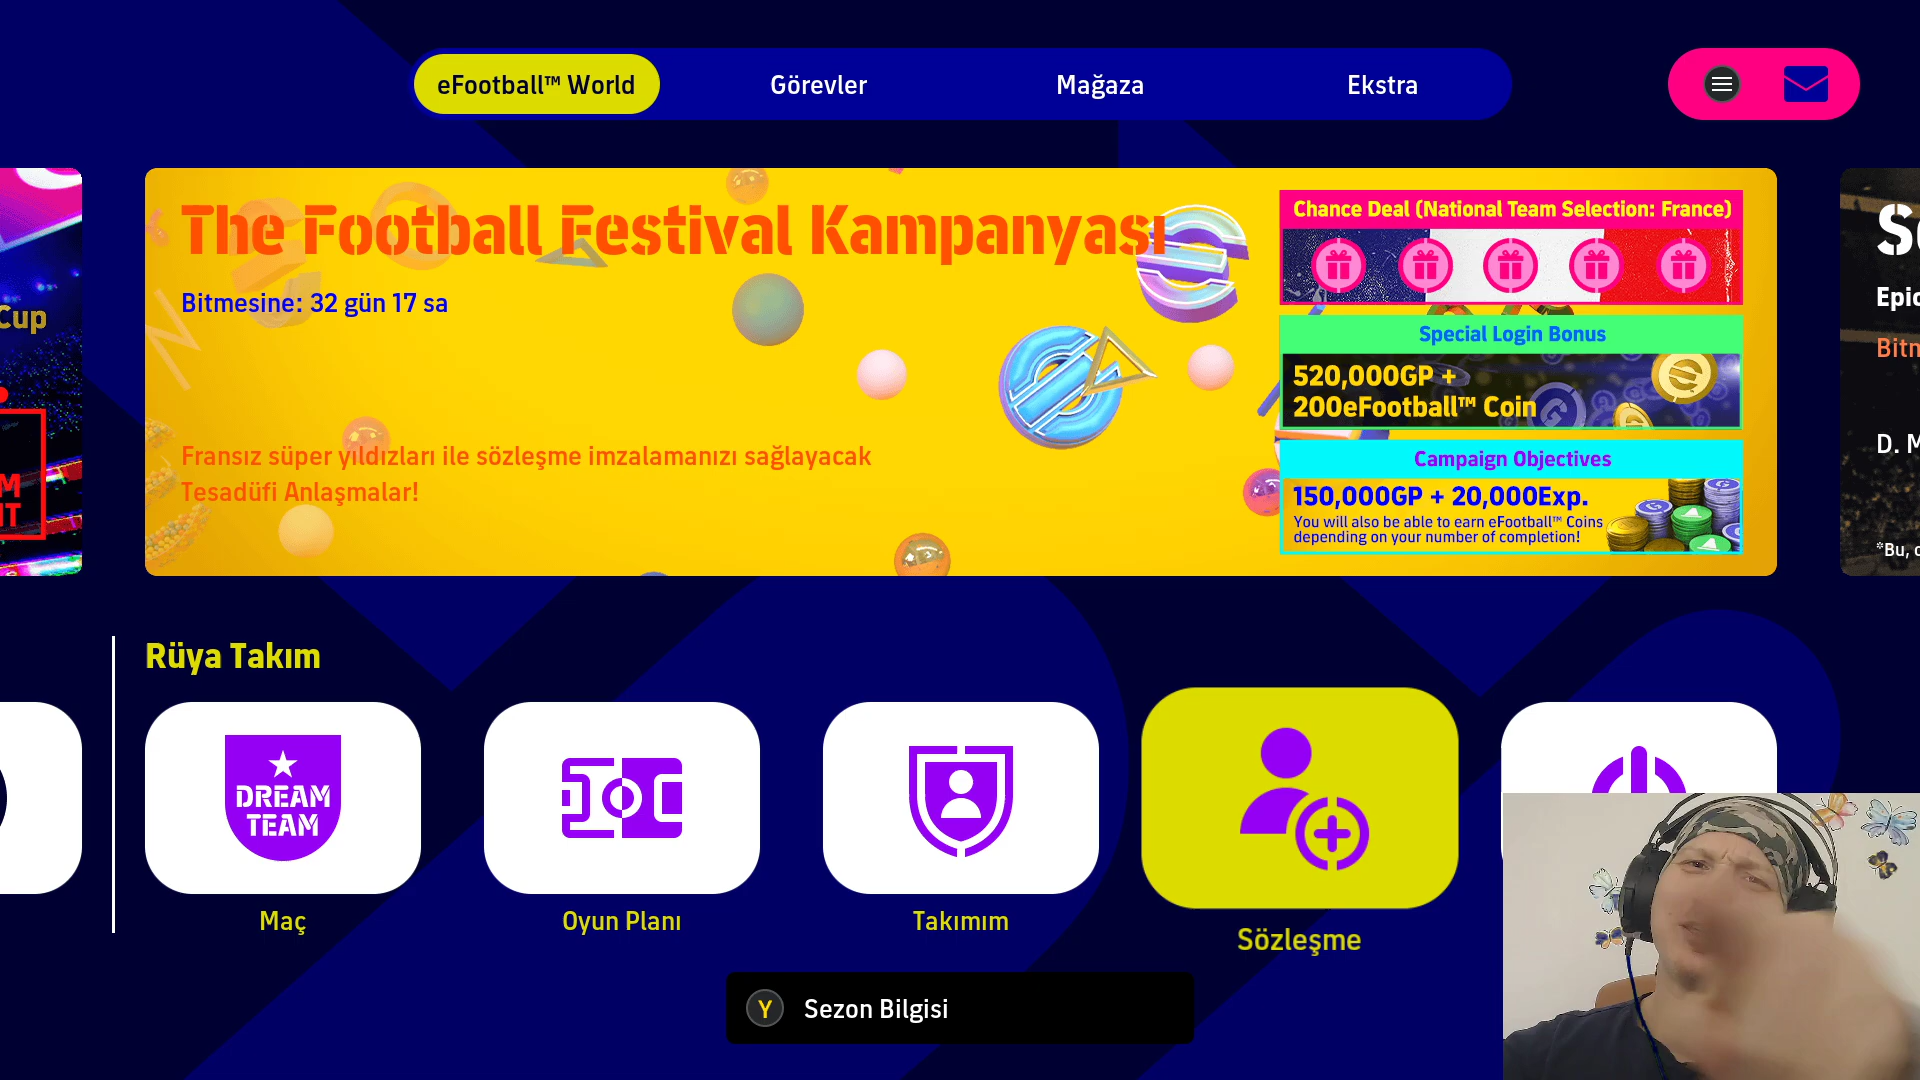 eFootball™ World
Görevler
Mağaza
Ekstra
Cup
The Football Festival Kampanyası
Bitmesine: 32 gün 17 sa
Fransız süper yıldızları ile sözleşme imzalamanızı sağlayacak
Tesadüfi Anlaşmalar!
Chance Deal (National Team Selection: France)
Special Login Bonus
520,000GP +
200eFootball™ Coin
Campaign Objectives
150,000GP + 20,000Exp.
You will also be able to earn eFootball™ Coins
depending on your number of completion!
D. M
*Bu,
Rüya Takım
DREAM
TEAM
Maç
Oyun Planı
Takımım
Sözleşme
Y Sezon Bilgisi